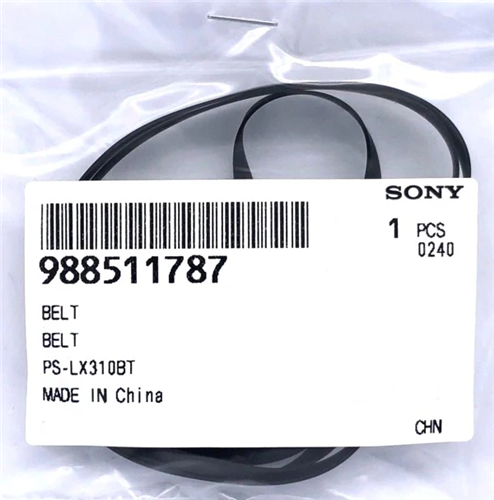 SONY
1 PCS
0240
988511787
BELT
BELT
PS-LX310BT
MADE IN China
CHN